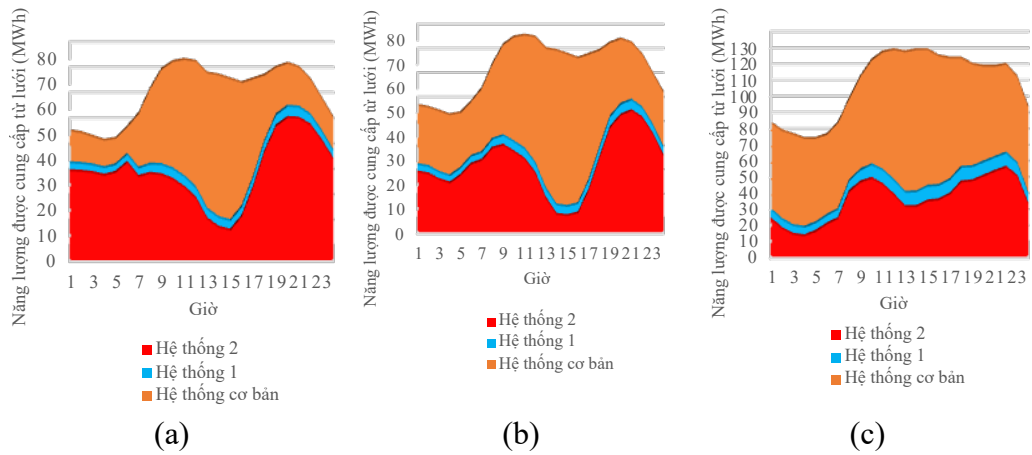 Năng lượng được cung cấp từ lưới (MWh)
80
70
60
50
40
30
20
10
0
1 3 5 7 9 11 13 15 17 19 21 23
Giờ
Hệ thống 2
Hệ thống 1
Hệ thống cơ bản
(a)
Năng lượng được cung cấp từ lưới (MWh)
80
70
60
50
40
30
20
10
0
1 3 5 7 9 11 13 15 17 19 21 23
Giờ
Hệ thống 2
Hệ thống 1
Hệ thống cơ bản
(b)
Năng lượng được cung cấp từ lưới (MWh)
130
120
100
90
80
70
60
50
40
30
20
10
0
1 3 5 7 9 11 13 15 17 19 21 23
Giờ
Hệ thống 2
Hệ thống 1
Hệ thống cơ bản
(c)